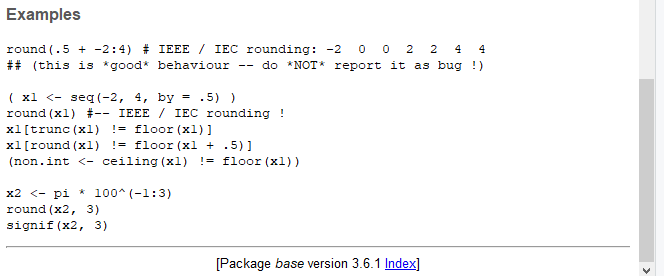 Examples
round(.5 + -2:4) # IEEE / IEC rounding: -2  0  0  2  2  4  4
## (this is *good* behaviour -- do *NOT* report it as bug !)
( x1 <- seq(-2, 4, by = .5) )
round(x1) #-- IEEE / IEC rounding !
x1[trunc(x1) != floor(x1)]
x1[round(x1) != floor(x1 + .5)]
(non.int <- ceiling(x1) != floor(x1))
x2 <- pi * 100^(-1:3)
round(x2, 3)
signif(x2, 3)
[Package base version 3.6.1 Index]